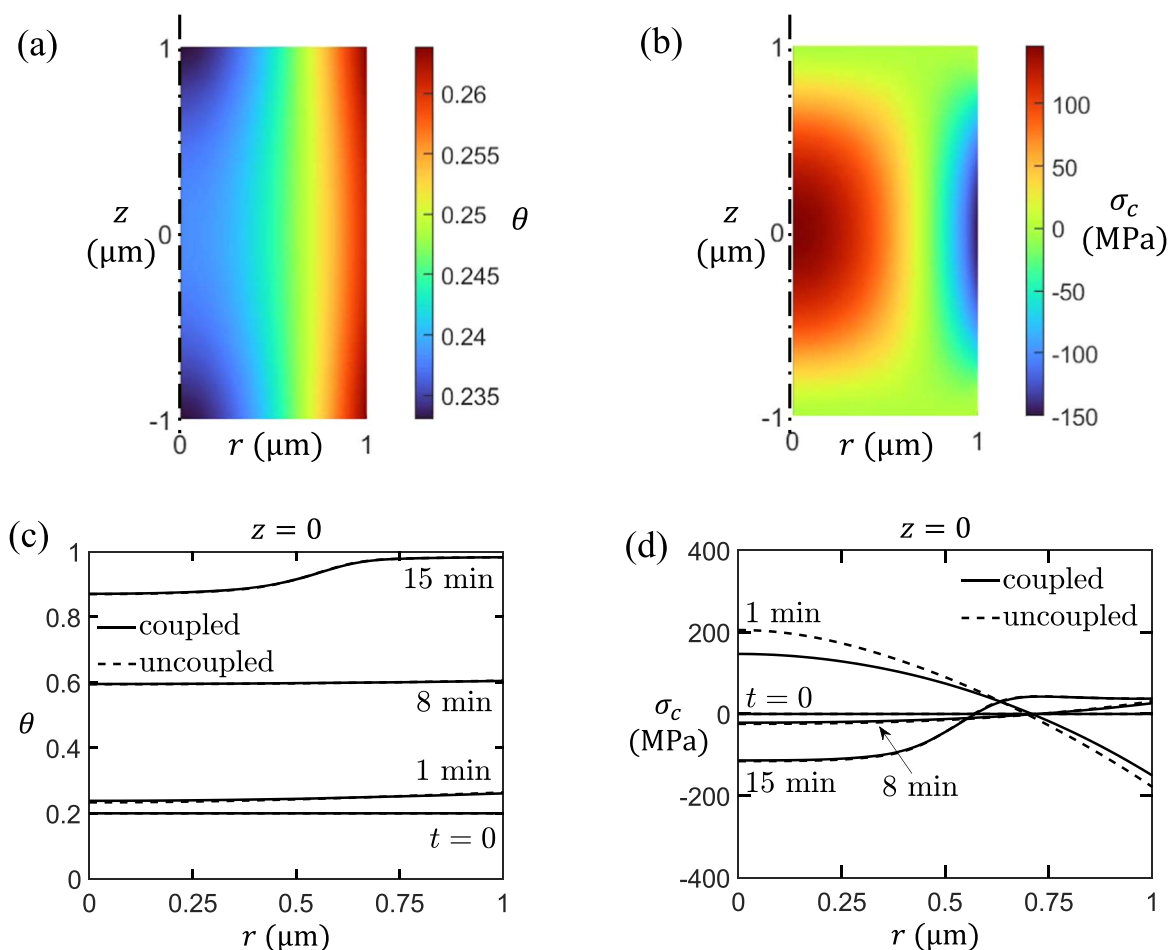 (a)
1
0
-1
z
(μm)
0
1
r (μm)
0.26
0.255
0.25
0.245
0.24
0.235
θ
(b)
1
0
-1
z
(μm)
0
1
r (μm)
100
50
0
-50
-100
-150
σc
(MPa)
(c)
z = 0
1
0.8
0.6
0.4
0.2
0
θ
15 min
coupled
uncoupled
8 min
1 min
t = 0
0
0.25
0.5
0.75
1
r (μm)
(d)
z = 0
400
200
0
-200
-400
σc
(MPa)
coupled
uncoupled
1 min
t = 0
15 min
8 min
0
0.25
0.5
0.75
1
r (μm)